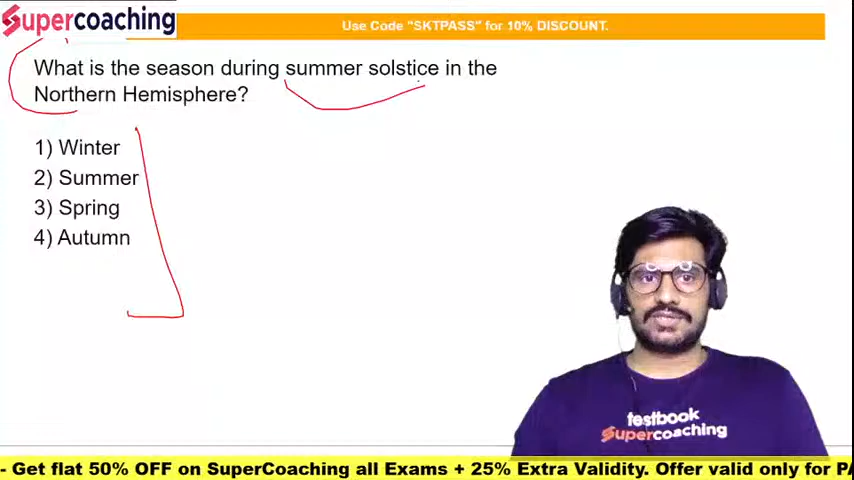 Supercoaching
Use Code "SKTPASS" for 10% DISCOUNT.
What is the season during summer solstice in the
Northern Hemisphere?
1) Winter
2) Summer
3) Spring
4) Autumn
testbook
Supercoaching
- Get flat 50% OFF on SuperCoaching all Exams + 25% Extra Validity. Offer valid only for PA